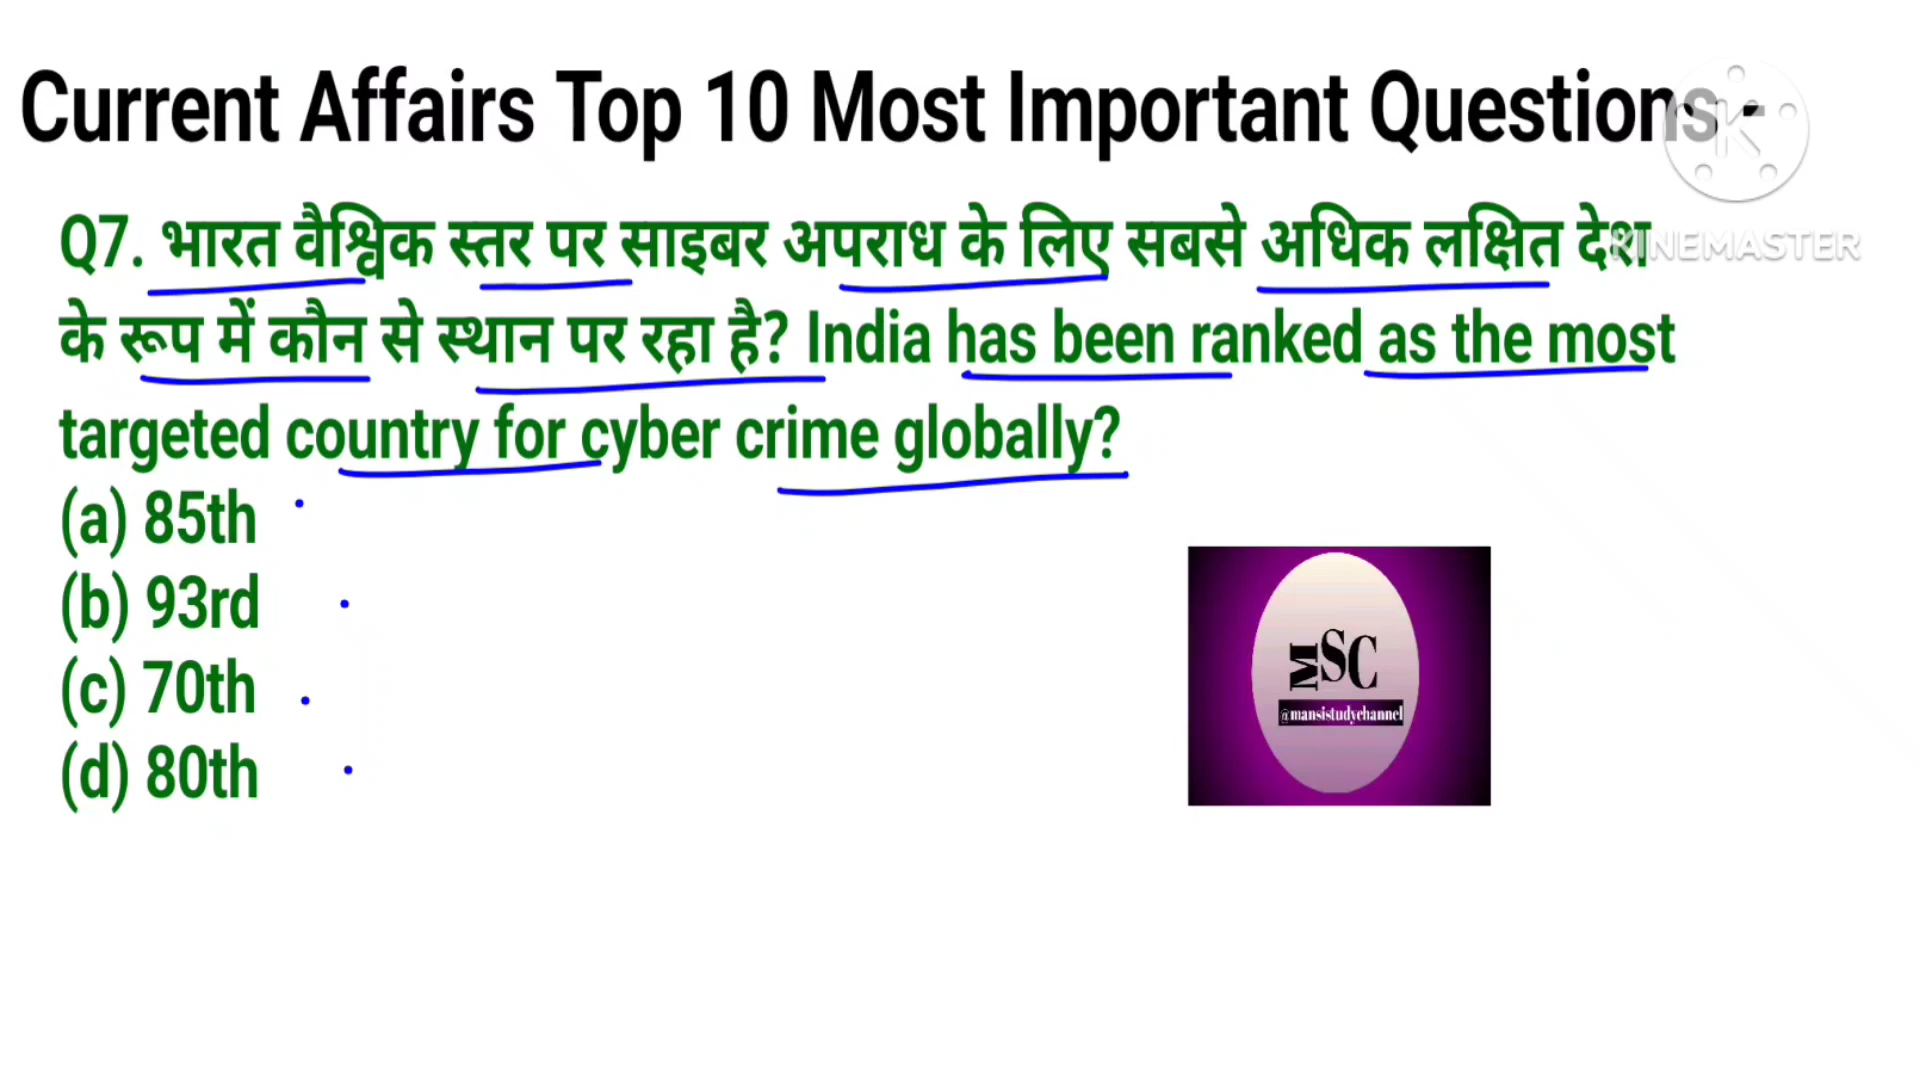 Current Affairs Top 10 Most Important Questions -
KINEMASTER
Q7. भारत वैश्विक स्तर पर साइबर अपराध के लिए सबसे अधिक लक्षित देश
के रूप में कौन से स्थान पर रहा है? India has been ranked as the most
targeted country for cyber crime globally?
(a) 85th
(b) 93rd
(c) 70th
(d) 80th
MSC
@mansistudychannel